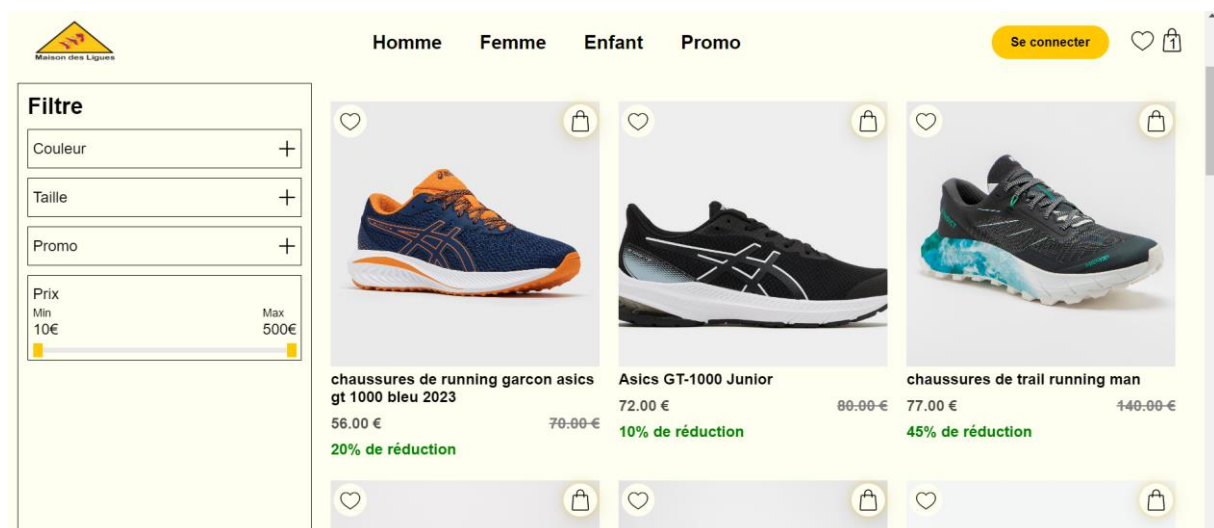 Maison des Ligues
Homme Femme Enfant Promo
Se connecter
1
Filtre
Couleur
Taille
Promo
Prix
Min Max
10€ 500€
chaussures de running garcon asics
gt 1000 bleu 2023
56.00 € 70.00 €
20% de réduction
Asics GT-1000 Junior
72.00 € 80.00 €
10% de réduction
chaussures de trail running man
77.00 € 140.00 €
45% de réduction